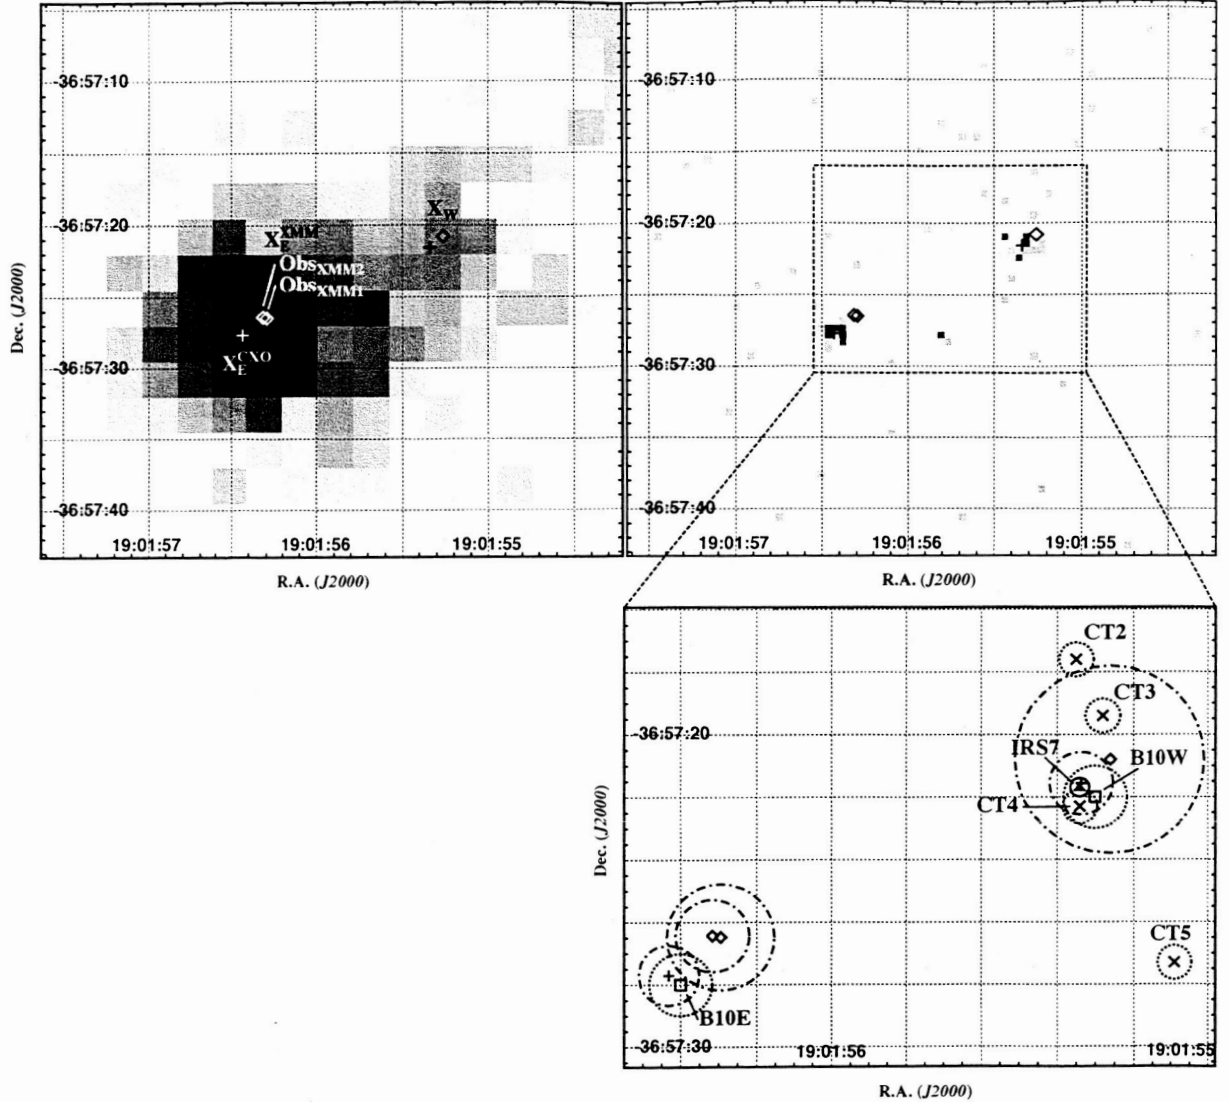 -36:57:10
-36:57:20
-36:57:30
-36:57:40
Dec. (J2000)
X_W
X_E^XMM
Obs_XMM2
Obs_XMM1
X_E^CXO
19:01:57
19:01:56
19:01:55
R.A. (J2000)
-36:57:10
-36:57:20
-36:57:30
-36:57:40
19:01:57
19:01:56
19:01:55
R.A. (J2000)
CT2
CT3
-36:57:20
IRS7
B10W
CT4
Dec. (J2000)
CT5
B10E
-36:57:30
19:01:56
19:01:55
R.A. (J2000)